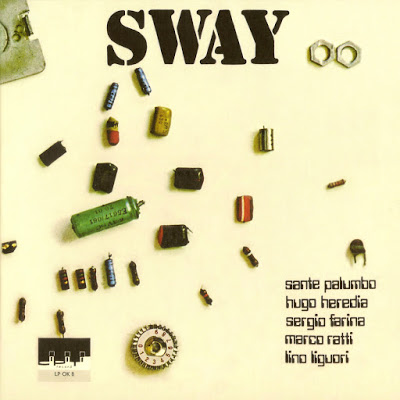 SWAY
sante palumbo
hugo heredia
sergio farina
marco ratti
lino liguori
LP OK 5